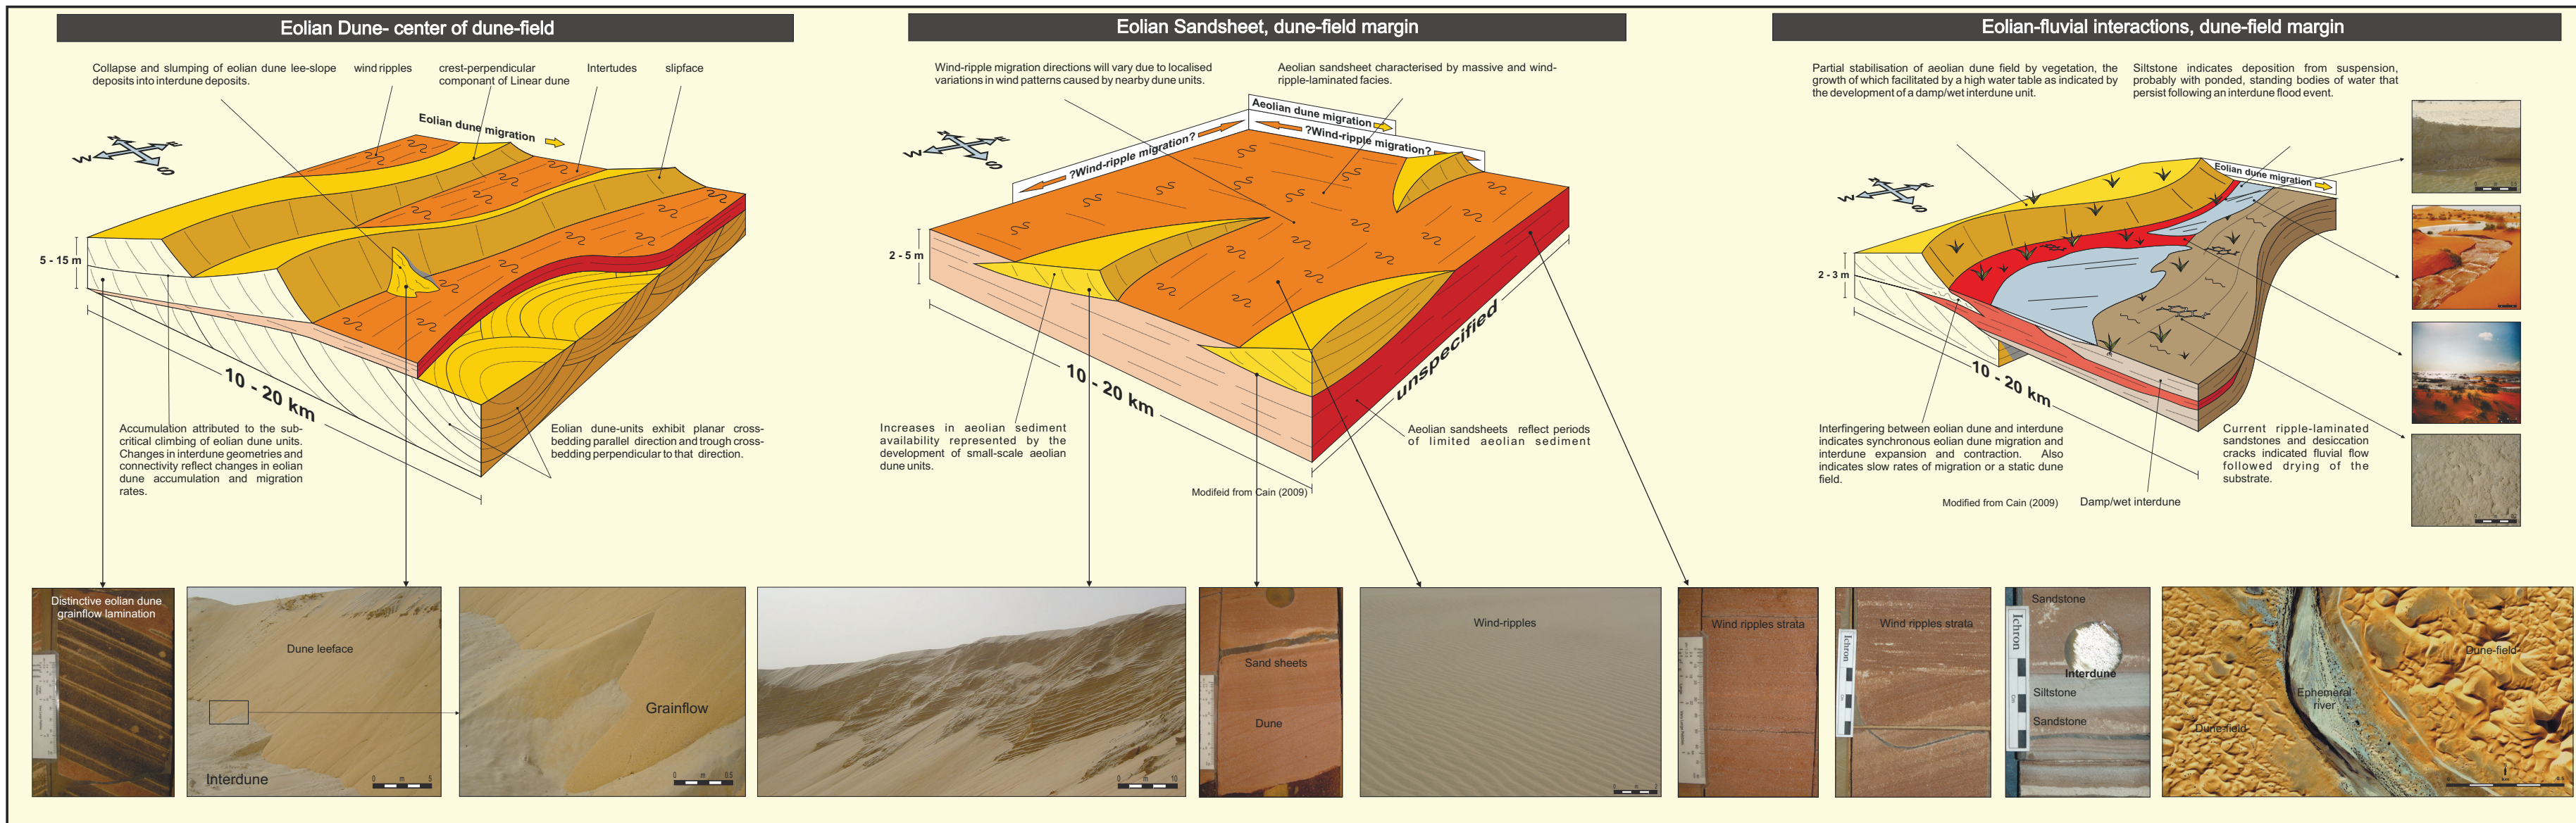 Eolian Dune- center of dune-field
Collapse and slumping of eolian dune lee-slope
deposits into interdune deposits.
wind ripples
crest-perpendicular
componant of Linear dune
Intertudes
slipface
Eolian dune migration
W
S
5 - 15 m
10 - 20 km
Accumulation attributed to the sub-
critical climbing of eolian dune units.
Changes in interdune geometries and
connectivity reflect changes in eolian
dune accumulation and migration
rates.
Eolian dune-units exhibit planar cross-
bedding parallel direction and trough cross-
bedding perpendicular to that direction.
Eolian Sandsheet, dune-field margin
Wind-ripple migration directions will vary due to localised
variations in wind patterns caused by nearby dune units.
Aeolian sandsheet characterised by massive and wind-
ripple-laminated facies.
Aeolian dune migration
?Wind-ripple migration?
?Wind-ripple migration?
W
S
2 - 5 m
10 - 20 km
unspecified
Increases in aeolian sediment
availability represented by the
development of small-scale aeolian
dune units.
Aeolian sandsheets reflect periods
of limited aeolian sediment
Modifeid from Cain (2009)
Eolian-fluvial interactions, dune-field margin
Partial stabilisation of aeolian dune field by vegetation, the
growth of which facilitated by a high water table as indicated by
the development of a damp/wet interdune unit.
Siltstone indicates deposition from suspension,
probably with ponded, standing bodies of water that
persist following an interdune flood event.
Eolian dune migration
W
S
2 - 3 m
10 - 20 km
Interfingering between eolian dune and interdune
indicates synchronous eolian dune migration and
interdune expansion and contraction. Also
indicates slow rates of migration or a static dune
field.
Current ripple-laminated
sandstones and desiccation
cracks indicated fluvial flow
followed drying of the
substrate.
Modified from Cain (2009)
Damp/wet interdune
Distinctive eolian dune
grainflow lamination
Dune leeface
Interdune
0 m 5
Grainflow
0 m 0.5
0 m 10
Sand sheets
Dune
Wind-ripples
Wind ripples strata
Wind ripples strata
Ichron
Sandstone
Ichron
Interdune
Siltstone
Sandstone
Dune-field
Ephemeral
river
Dune-field